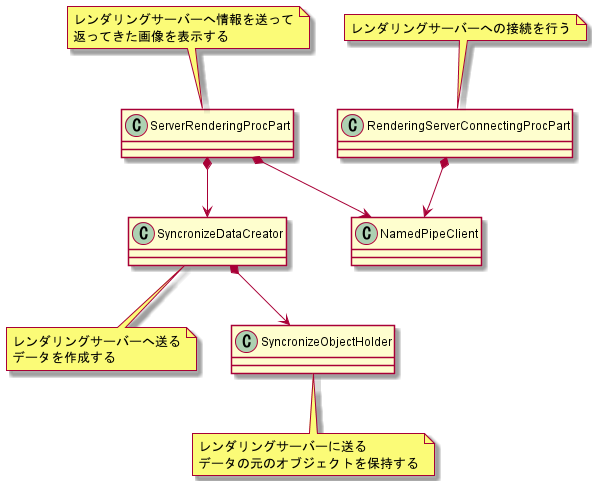 レンダリングサーバーへ情報を送って
返ってきた画像を表示する
レンダリングサーバーへの接続を行う
C ServerRenderingProcPart
C RenderingServerConnectingProcPart
C SyncronizeDataCreator
C NamedPipeClient
レンダリングサーバーへ送る
データを作成する
C SyncronizeObjectHolder
レンダリングサーバーに送る
データの元のオブジェクトを保持する